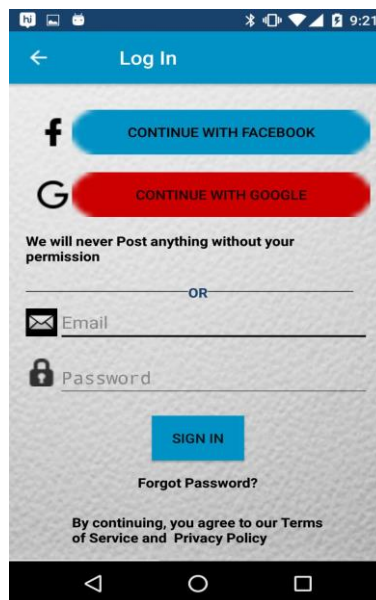 hi 9:21
Log In
f CONTINUE WITH FACEBOOK
G CONTINUE WITH GOOGLE
We will never Post anything without your
permission
OR
Email
Password
SIGN IN
Forgot Password?
By continuing, you agree to our Terms
of Service and Privacy Policy